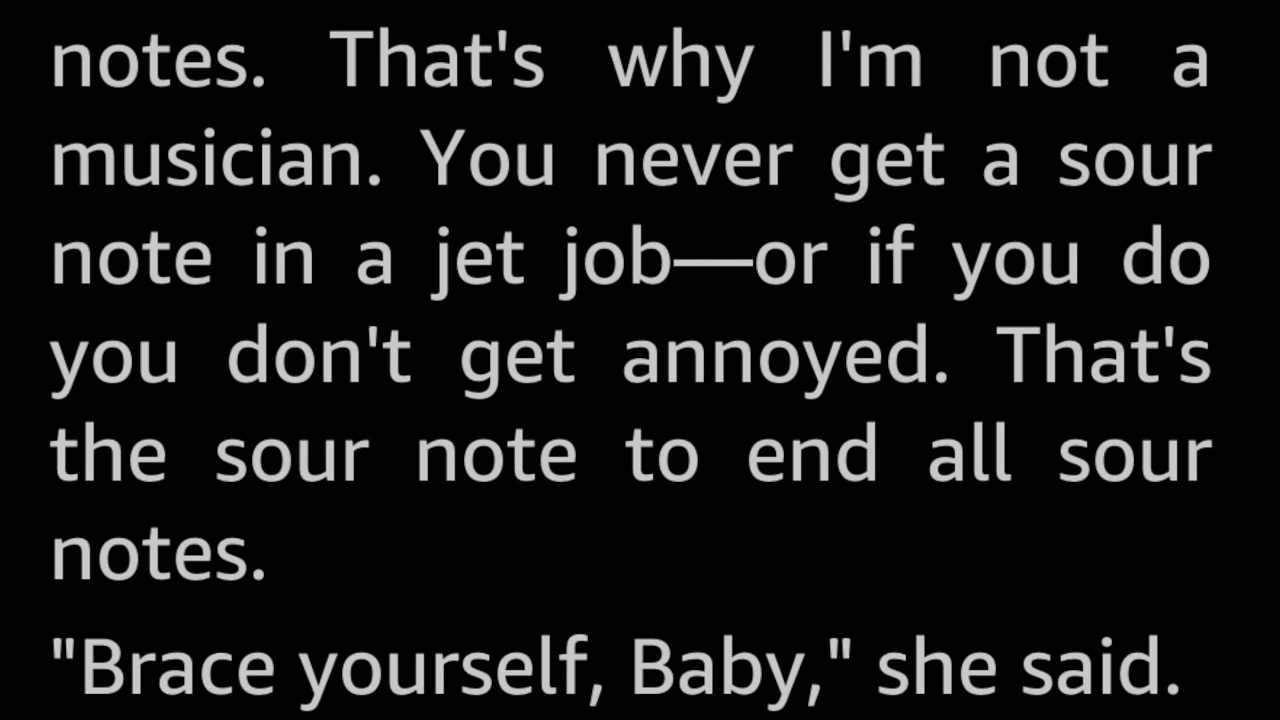 notes. That's why I'm not a
musician. You never get a sour
note in a jet job—or if you do
you don't get annoyed. That's
the sour note to end all sour
notes.
"Brace yourself, Baby," she said.